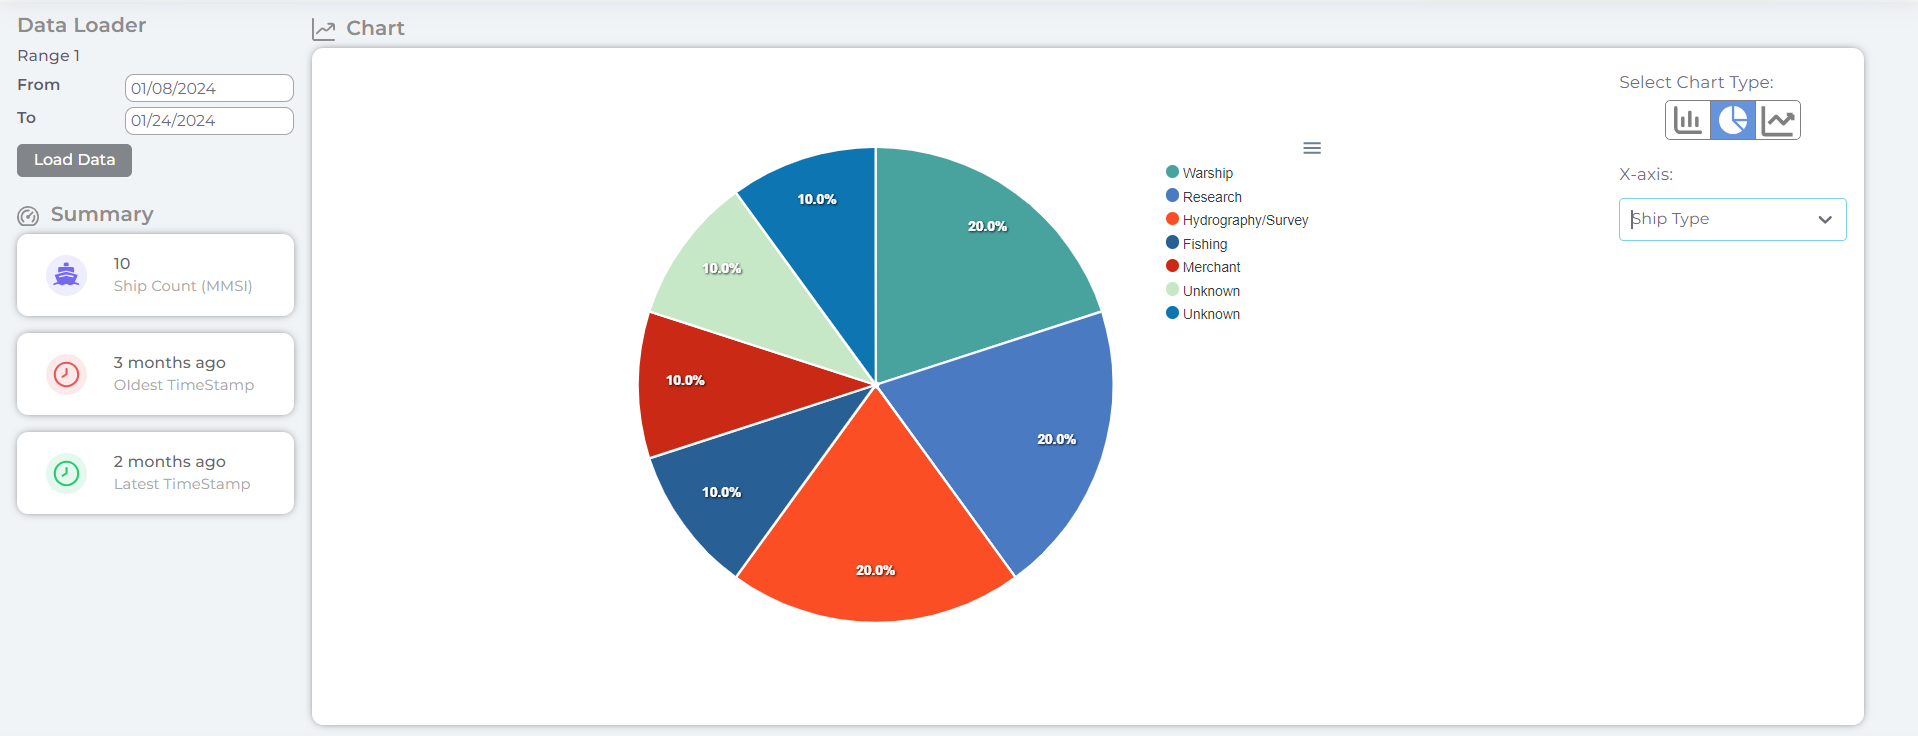 Data Loader
Range 1
From
01/08/2024
To
01/24/2024
Load Data
Summary
10
Ship Count (MMSI)
3 months ago
Oldest TimeStamp
2 months ago
Latest TimeStamp
Chart
10.0%
20.0%
10.0%
10.0%
20.0%
10.0%
20.0%
Warship
Research
Hydrography/Survey
Fishing
Merchant
Unknown
Unknown
Select Chart Type:
X-axis:
Ship Type